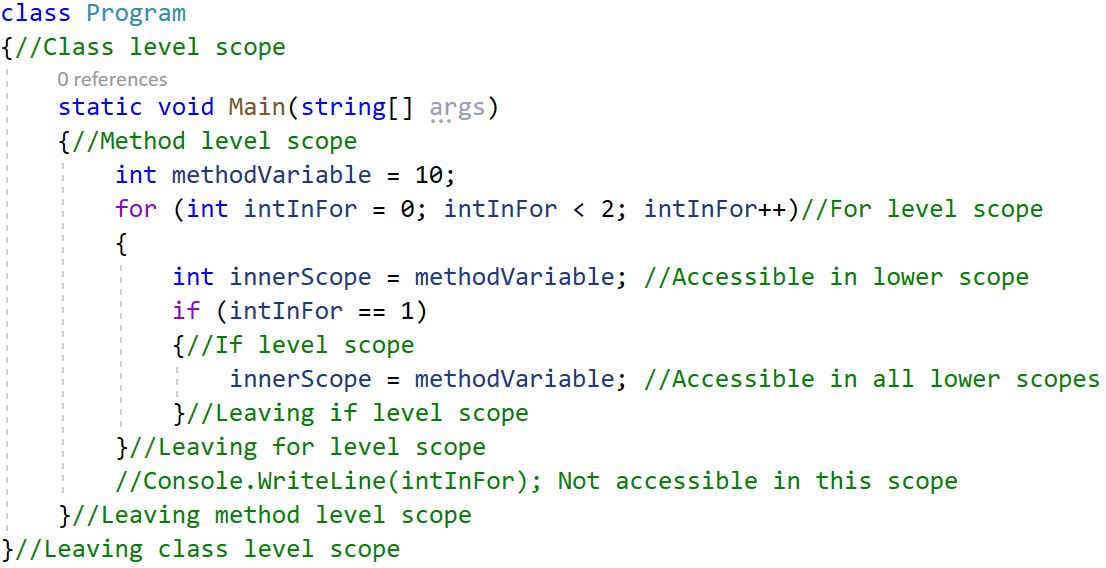 class Program
{//Class level scope
0 references
static void Main(string[] args)
{//Method level scope
int methodVariable = 10;
for (int intInFor = 0; intInFor < 2; intInFor++)//For level scope
{
int innerScope = methodVariable; //Accessible in lower scope
if (intInFor == 1)
{//If level scope
innerScope = methodVariable; //Accessible in all lower scopes
}//Leaving if level scope
}//Leaving for level scope
//Console.WriteLine(intInFor); Not accessible in this scope
}//Leaving method level scope
}//Leaving class level scope